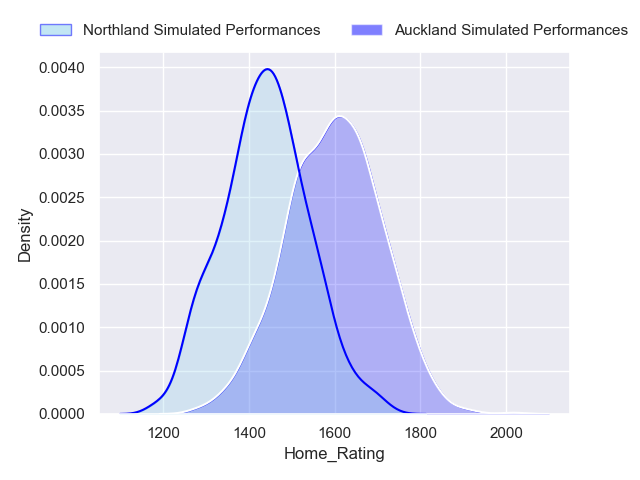 Northland Simulated Performances Auckland Simulated Performances
0.0040
0.0035
0.0030
0.0025
0.0020
0.0015
0.0010
0.0005
0.0000
Density
1200 1400 1600 1800 2000
Home_Rating